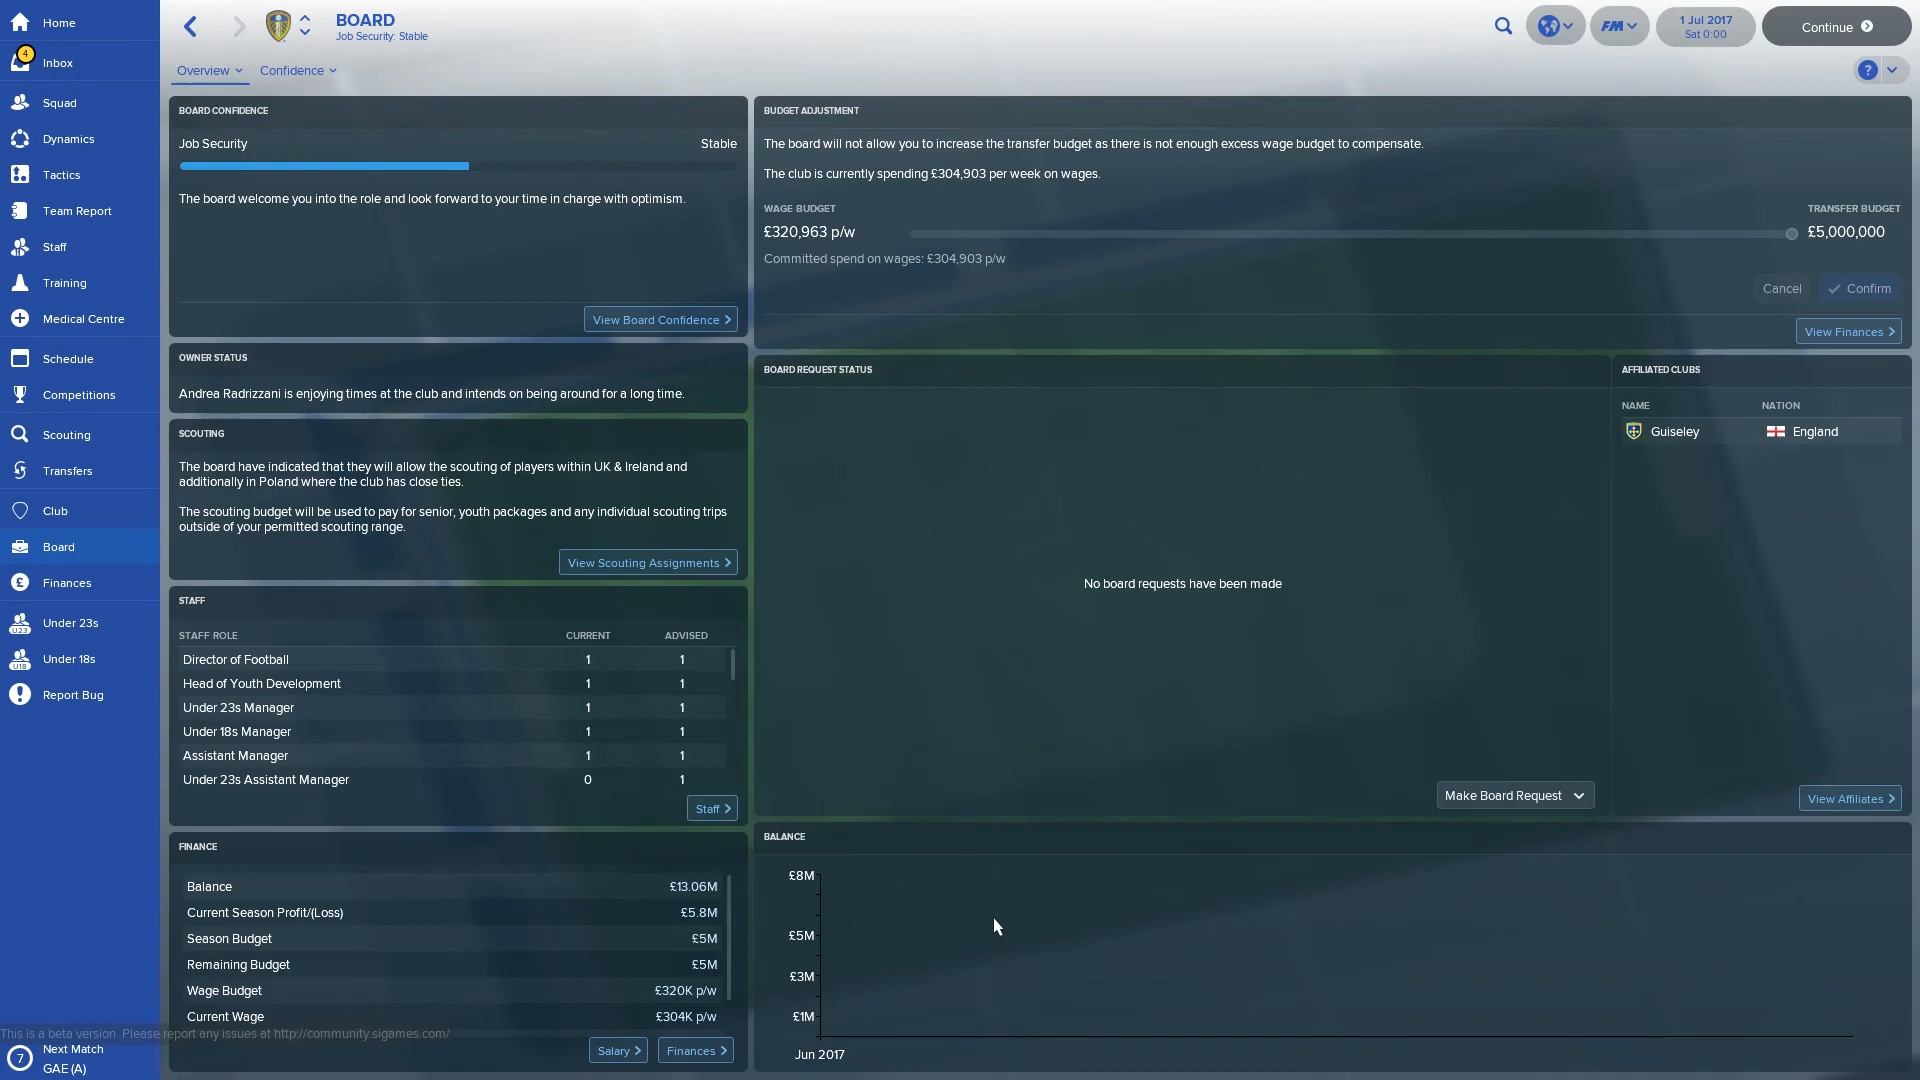 Home
4
Inbox
Squad
Dynamics
Tactics
Team Report
Staff
Training
Medical Centre
Schedule
Competitions
Scouting
Transfers
Club
Board
Finances
U23
Under 23s
U18
Under 18s
Report Bug
This is a beta version. Please report any issues at http://community.sigames.com/
7
Next Match
GAE (A)
BOARD
Job Security: Stable
FM
1 Jul 2017
Sat 0:00
Continue
Overview
Confidence
?
BOARD CONFIDENCE
Job Security Stable
The board welcome you into the role and look forward to your time in charge with optimism.
View Board Confidence
OWNER STATUS
Andrea Radrizzani is enjoying times at the club and intends on being around for a long time.
SCOUTING
The board have indicated that they will allow the scouting of players within UK & Ireland and
additionally in Poland where the club has close ties.
The scouting budget will be used to pay for senior, youth packages and any individual scouting trips
outside of your permitted scouting range.
View Scouting Assignments
STAFF
STAFF ROLE CURRENT ADVISED
Director of Football 1 1
Head of Youth Development 1 1
Under 23s Manager 1 1
Under 18s Manager 1 1
Assistant Manager 1 1
Under 23s Assistant Manager 0 1
Staff
FINANCE
Balance £13.06M
Current Season Profit/(Loss) £5.8M
Season Budget £5M
Remaining Budget £5M
Wage Budget £320K p/w
Current Wage £304K p/w
Salary Finances
BUDGET ADJUSTMENT
The board will not allow you to increase the transfer budget as there is not enough excess wage budget to compensate.
The club is currently spending £304,903 per week on wages.
WAGE BUDGET TRANSFER BUDGET
£320,963 p/w £5,000,000
Committed spend on wages: £304,903 p/w
Cancel Confirm
View Finances
BOARD REQUEST STATUS
No board requests have been made
Make Board Request
AFFILIATED CLUBS
NAME NATION
Guiseley England
View Affiliates
BALANCE
£8M
£5M
£3M
£1M
Jun 2017